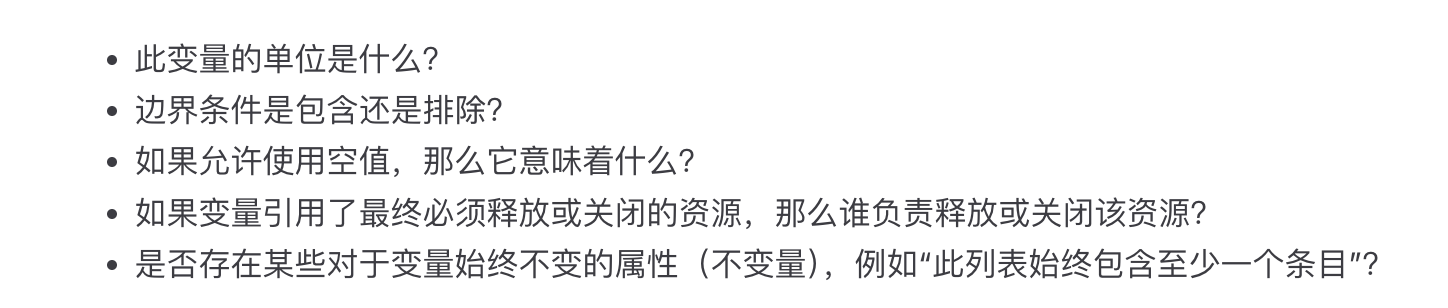 • 此变量的单位是什么?
• 边界条件是包含还是排除?
• 如果允许使用空值，那么它意味着什么?
• 如果变量引用了最终必须释放或关闭的资源，那么谁负责释放或关闭该资源?
• 是否存在某些对于变量始终不变的属性（不变量），例如“此列表始终包含至少一个条目”?